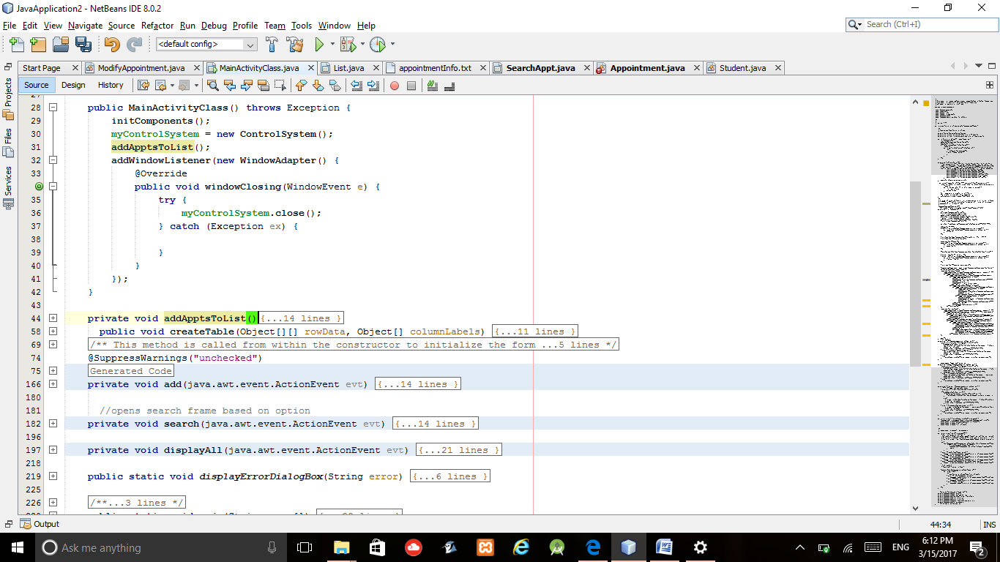 JavaApplication2 - NetBeans IDE 8.0.2
File Edit View Navigate Source Refactor Run Debug Profile Team Tools Window Help
Search (Ctrl+I)
<default config>
Start Page ModifyAppointment.java MainActivityClass.java List.java appointmentInfo.txt SearchAppt.java Appointment.java Student.java
Source Design History
Projects
Files
Services
27
28 public MainActivityClass() throws Exception {
29 initComponents();
30 myControlSystem = new ControlSystem();
31 addApptsToList();
32 addWindowListener(new WindowAdapter() {
33 @Override
public void windowClosing(WindowEvent e) {
35 try {
36 myControlSystem.close();
37 } catch (Exception ex) {
38
39 }
40 }
41 });
42 }
43
44 private void addApptsToList() {...14 lines }
58 public void createTable(Object[][] rowData, Object[] columnLabels) {...11 lines }
69 /** This method is called from within the constructor to initialize the form ...5 lines */
74 @SuppressWarnings("unchecked")
75 Generated Code
166 private void add(java.awt.event.ActionEvent evt) {...14 lines }
180
181 //opens search frame based on option
182 private void search(java.awt.event.ActionEvent evt) {...14 lines }
196
197 private void displayAll(java.awt.event.ActionEvent evt) {...21 lines }
218
219 public static void displayErrorDialogBox(String error) {...6 lines }
225
226 /**...3 lines */
Output
44:34 INS
Ask me anything
ENG
6:12 PM
3/15/2017
2